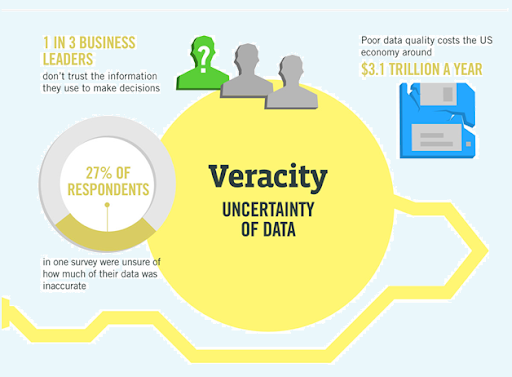 1 IN 3 BUSINESS
LEADERS
don't trust the information
they use to make decisions
?
Poor data quality costs the US
economy around
$3.1 TRILLION A YEAR
27% OF
RESPONDENTS
in one survey were unsure of
how much of their data was
inaccurate
Veracity
UNCERTAINTY
OF DATA